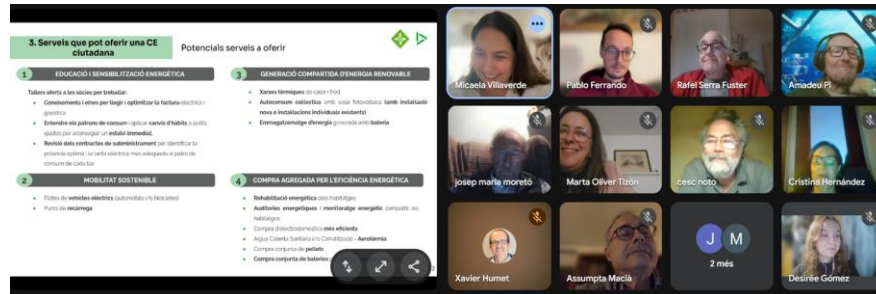 3. Serveis que pot oferir una CE
ciutadana
Potencials serveis a oferir
1 EDUCACIÓ I SENSIBILITZACIÓ ENERGÈTICA
Tallers oferts a les sòcies per treballar:
Coneixements i eines per llegir i optimitzar la factura elèctrica i
gasística
Entendre els patrons de consum i aplicar canvis d'hàbits o petits
ajustos per aconseguir un estalvi immediat.
Revisió dels contractes de subministrament per identificar la
potència òptima i la tarifa elèctrica més adequada al patró de
consum de cada llar
2 MOBILITAT SOSTENIBLE
Flotes de vehicles elèctrics (automòbils i/o bicicletes)
Punts de recàrrega
3 GENERACIÓ COMPARTIDA D'ENERGIA RENOVABLE
Xarxes tèrmiques de calor i fred
Autoconsum col·lectius amb solar fotovoltaica (amb instal·lació
nova o instal·lacions individuals existents)
Emmagatzematge d'energia generada amb bateria
4 COMPRA AGREGADA PER L'EFICIÈNCIA ENERGÈTICA
Rehabilitació energètica dels habitatges
Auditories energètiques i monitoratge energètic compartit als
habitatges
Compra d'electrodomèstics més eficients
Aigua Calenta Sanitària i/o Climatització - Aerotèrmia
Compra conjunta de pellets
Compra conjunta de bateries
Micaela Villaverde
Pablo Ferrando
Rafel Serra Fuster
Amadeu Pi
josep maria moretó
Marta Oliver Tizón
cesc noto
Cristina Hernández
Xavier Humet
Assumpta Macià
J M
2 més
Desirée Gómez